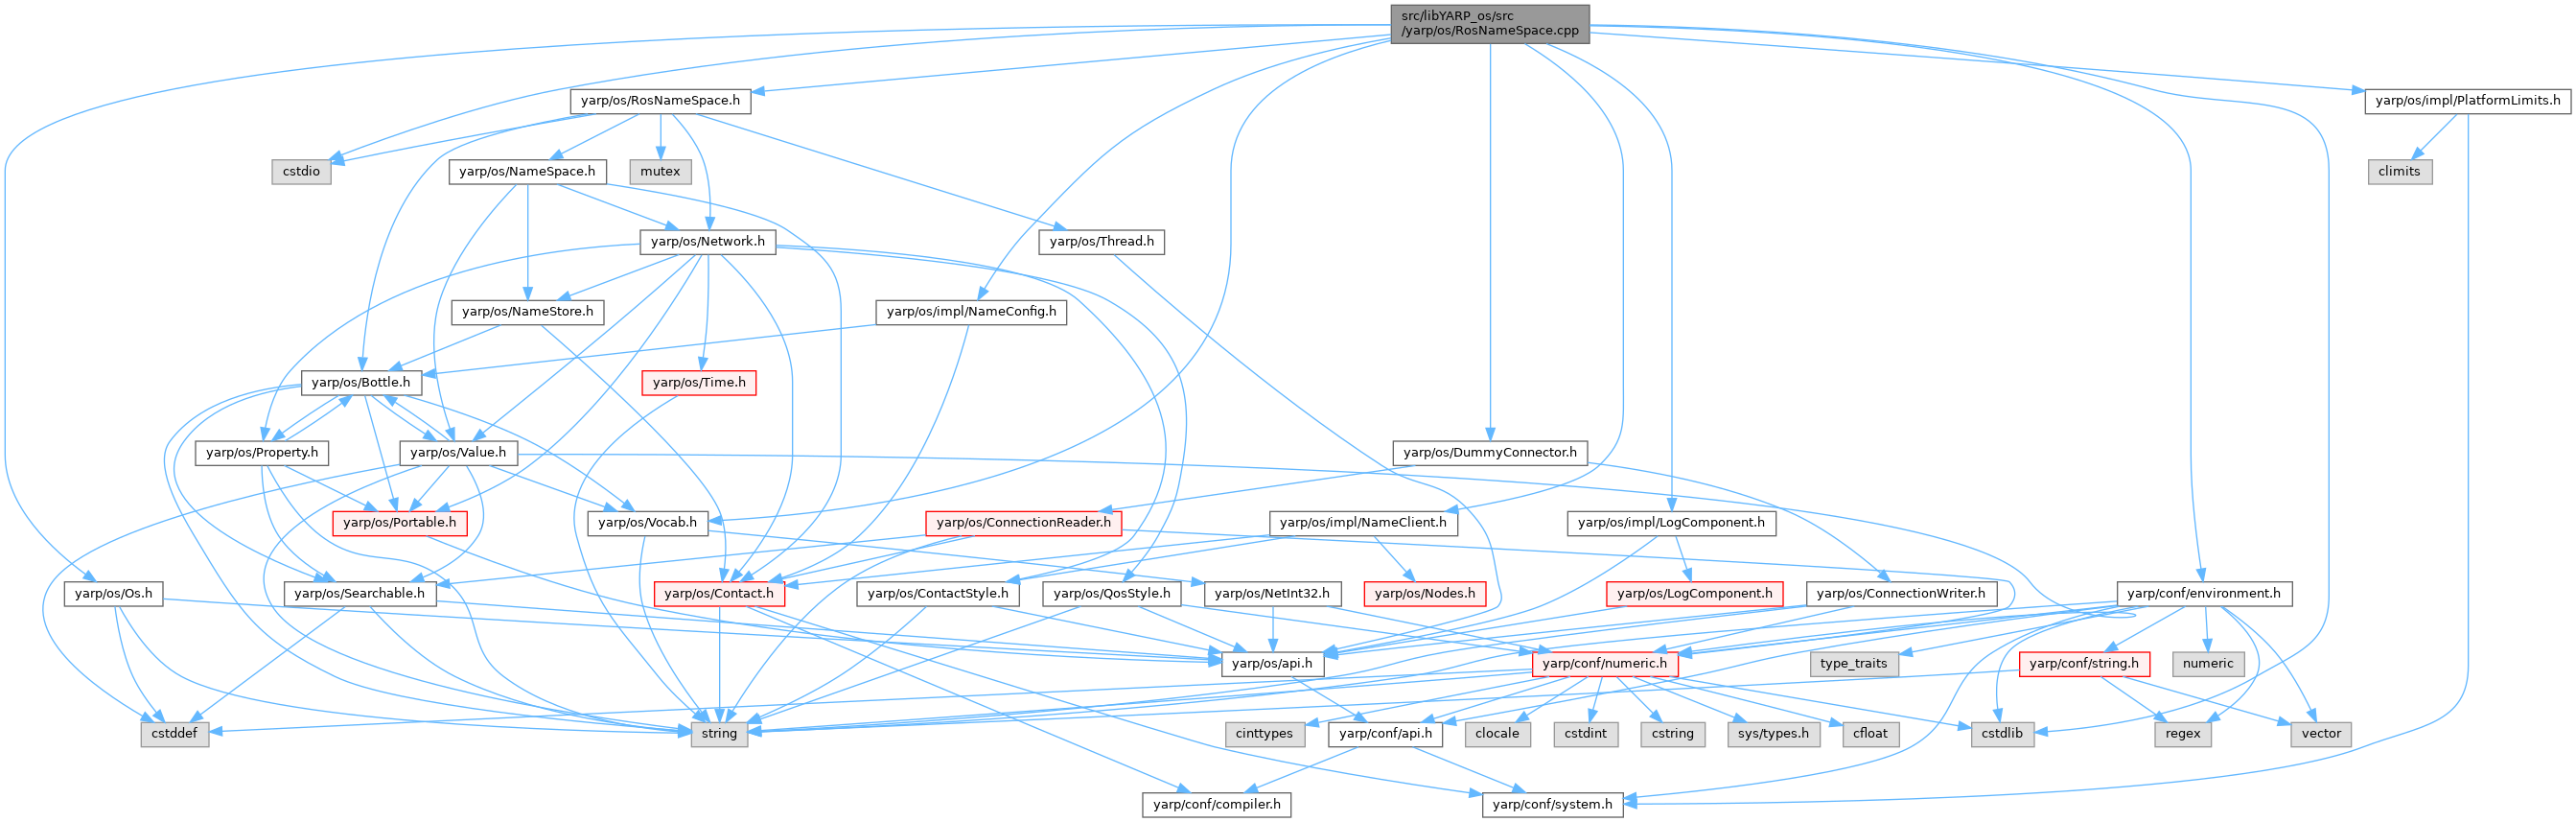 src/libYARP_os/src
/yarp/os/RosNameSpace.cpp
yarp/os/RosNameSpace.h
yarp/os/impl/PlatformLimits.h
cstdio
yarp/os/NameSpace.h
mutex
climits
yarp/os/Network.h
yarp/os/Thread.h
yarp/os/NameStore.h
yarp/os/impl/NameConfig.h
yarp/os/Bottle.h
yarp/os/Time.h
yarp/os/Property.h
yarp/os/Value.h
yarp/os/DummyConnector.h
yarp/os/Portable.h
yarp/os/Vocab.h
yarp/os/ConnectionReader.h
yarp/os/impl/NameClient.h
yarp/os/impl/LogComponent.h
yarp/os/Os.h
yarp/os/Searchable.h
yarp/os/Contact.h
yarp/os/ContactStyle.h
yarp/os/QosStyle.h
yarp/os/NetInt32.h
yarp/os/Nodes.h
yarp/os/LogComponent.h
yarp/os/ConnectionWriter.h
yarp/conf/environment.h
yarp/os/api.h
yarp/conf/numeric.h
type_traits
yarp/conf/string.h
numeric
cstddef
string
cinttypes
yarp/conf/api.h
clocale
cstdint
cstring
sys/types.h
cfloat
cstdlib
regex
vector
yarp/conf/compiler.h
yarp/conf/system.h